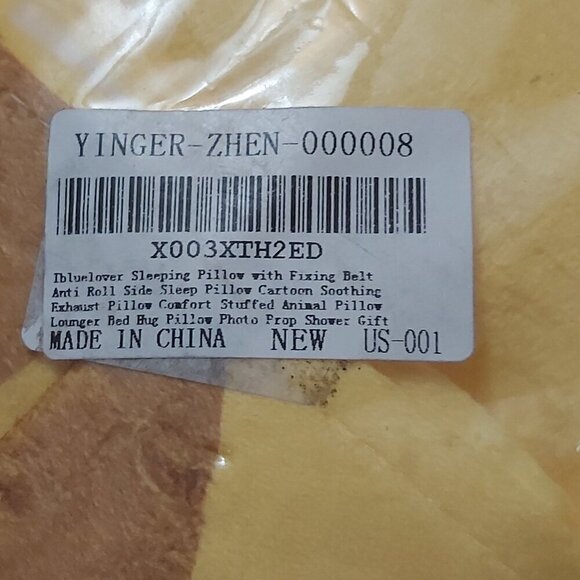 YINGER-ZHEN-000008
X003XTH2ED
Ibluelover Sleeping Pillow with Fixing Belt
Anti Roll Side Sleep Pillow Cartoon Soothing
Exhaust Pillow Comfort Stuffed Animal Pillow
Lounger Bed Hug Pillow Photo Prop Shower Gift
MADE IN CHINA NEW US-001